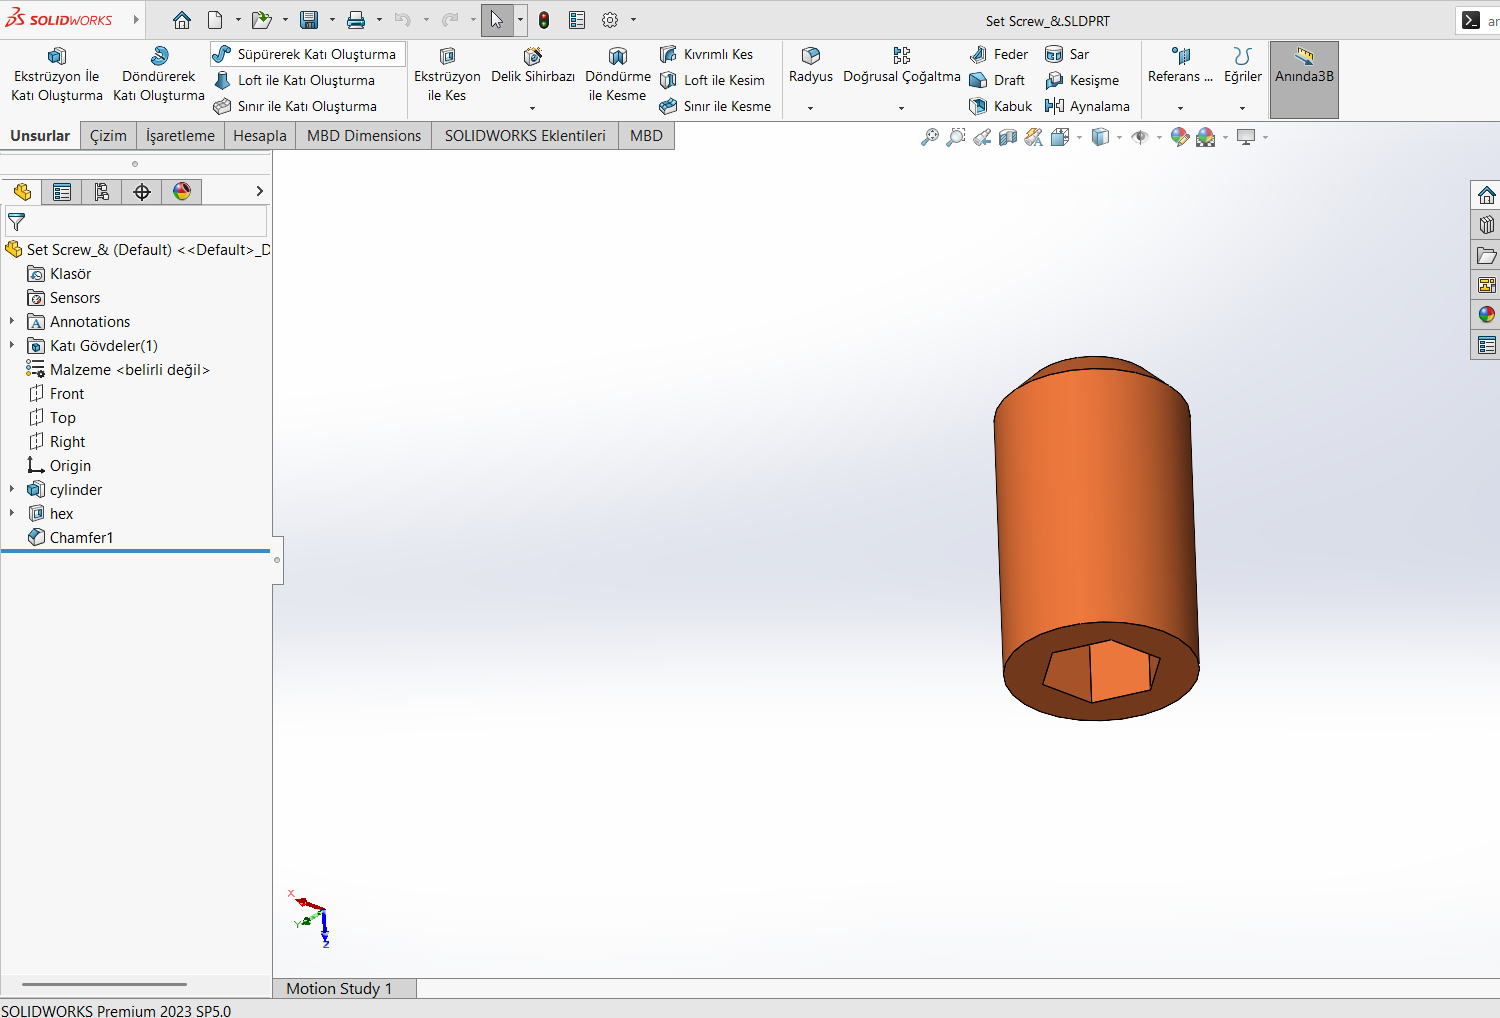 SOLIDWORKS
Set Screw_&.SLDPRT
ar
Ekstrüzyon İle
Katı Oluşturma
Döndürerek
Katı Oluşturma
Süpürerek Katı Oluşturma
Loft ile Katı Oluşturma
Sınır ile Katı Oluşturma
Ekstrüzyon
ile Kes
Delik Sihirbazı
Döndürme
ile Kesme
Kıvrımlı Kes
Loft ile Kesim
Sınır ile Kesme
Radyus
Doğrusal Çoğaltma
Feder
Draft
Kabuk
Sar
Kesişme
Aynalama
Referans ...
Eğriler
Anında3B
Unsurlar
Çizim
İşaretleme
Hesapla
MBD Dimensions
SOLIDWORKS Eklentileri
MBD
Set Screw_& (Default) <<Default>_D
Klasör
Sensors
Annotations
Katı Gövdeler(1)
Malzeme <belirli değil>
Front
Top
Right
Origin
cylinder
hex
Chamfer1
X
Y
Z
Motion Study 1
SOLIDWORKS Premium 2023 SP5.0